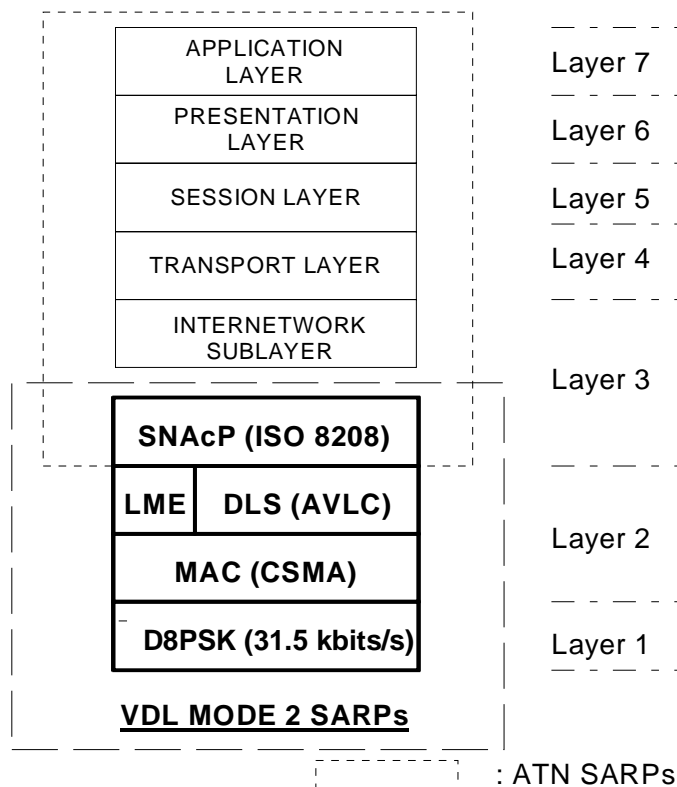 APPLICATION
LAYER
Layer 7
PRESENTATION
LAYER
Layer 6
SESSION LAYER
Layer 5
TRANSPORT LAYER
Layer 4
INTERNETWORK
SUBLAYER
Layer 3
SNAcP (ISO 8208)
LME
DLS (AVLC)
Layer 2
MAC (CSMA)
D8PSK (31.5 kbits/s)
Layer 1
VDL MODE 2 SARPs
: ATN SARPs